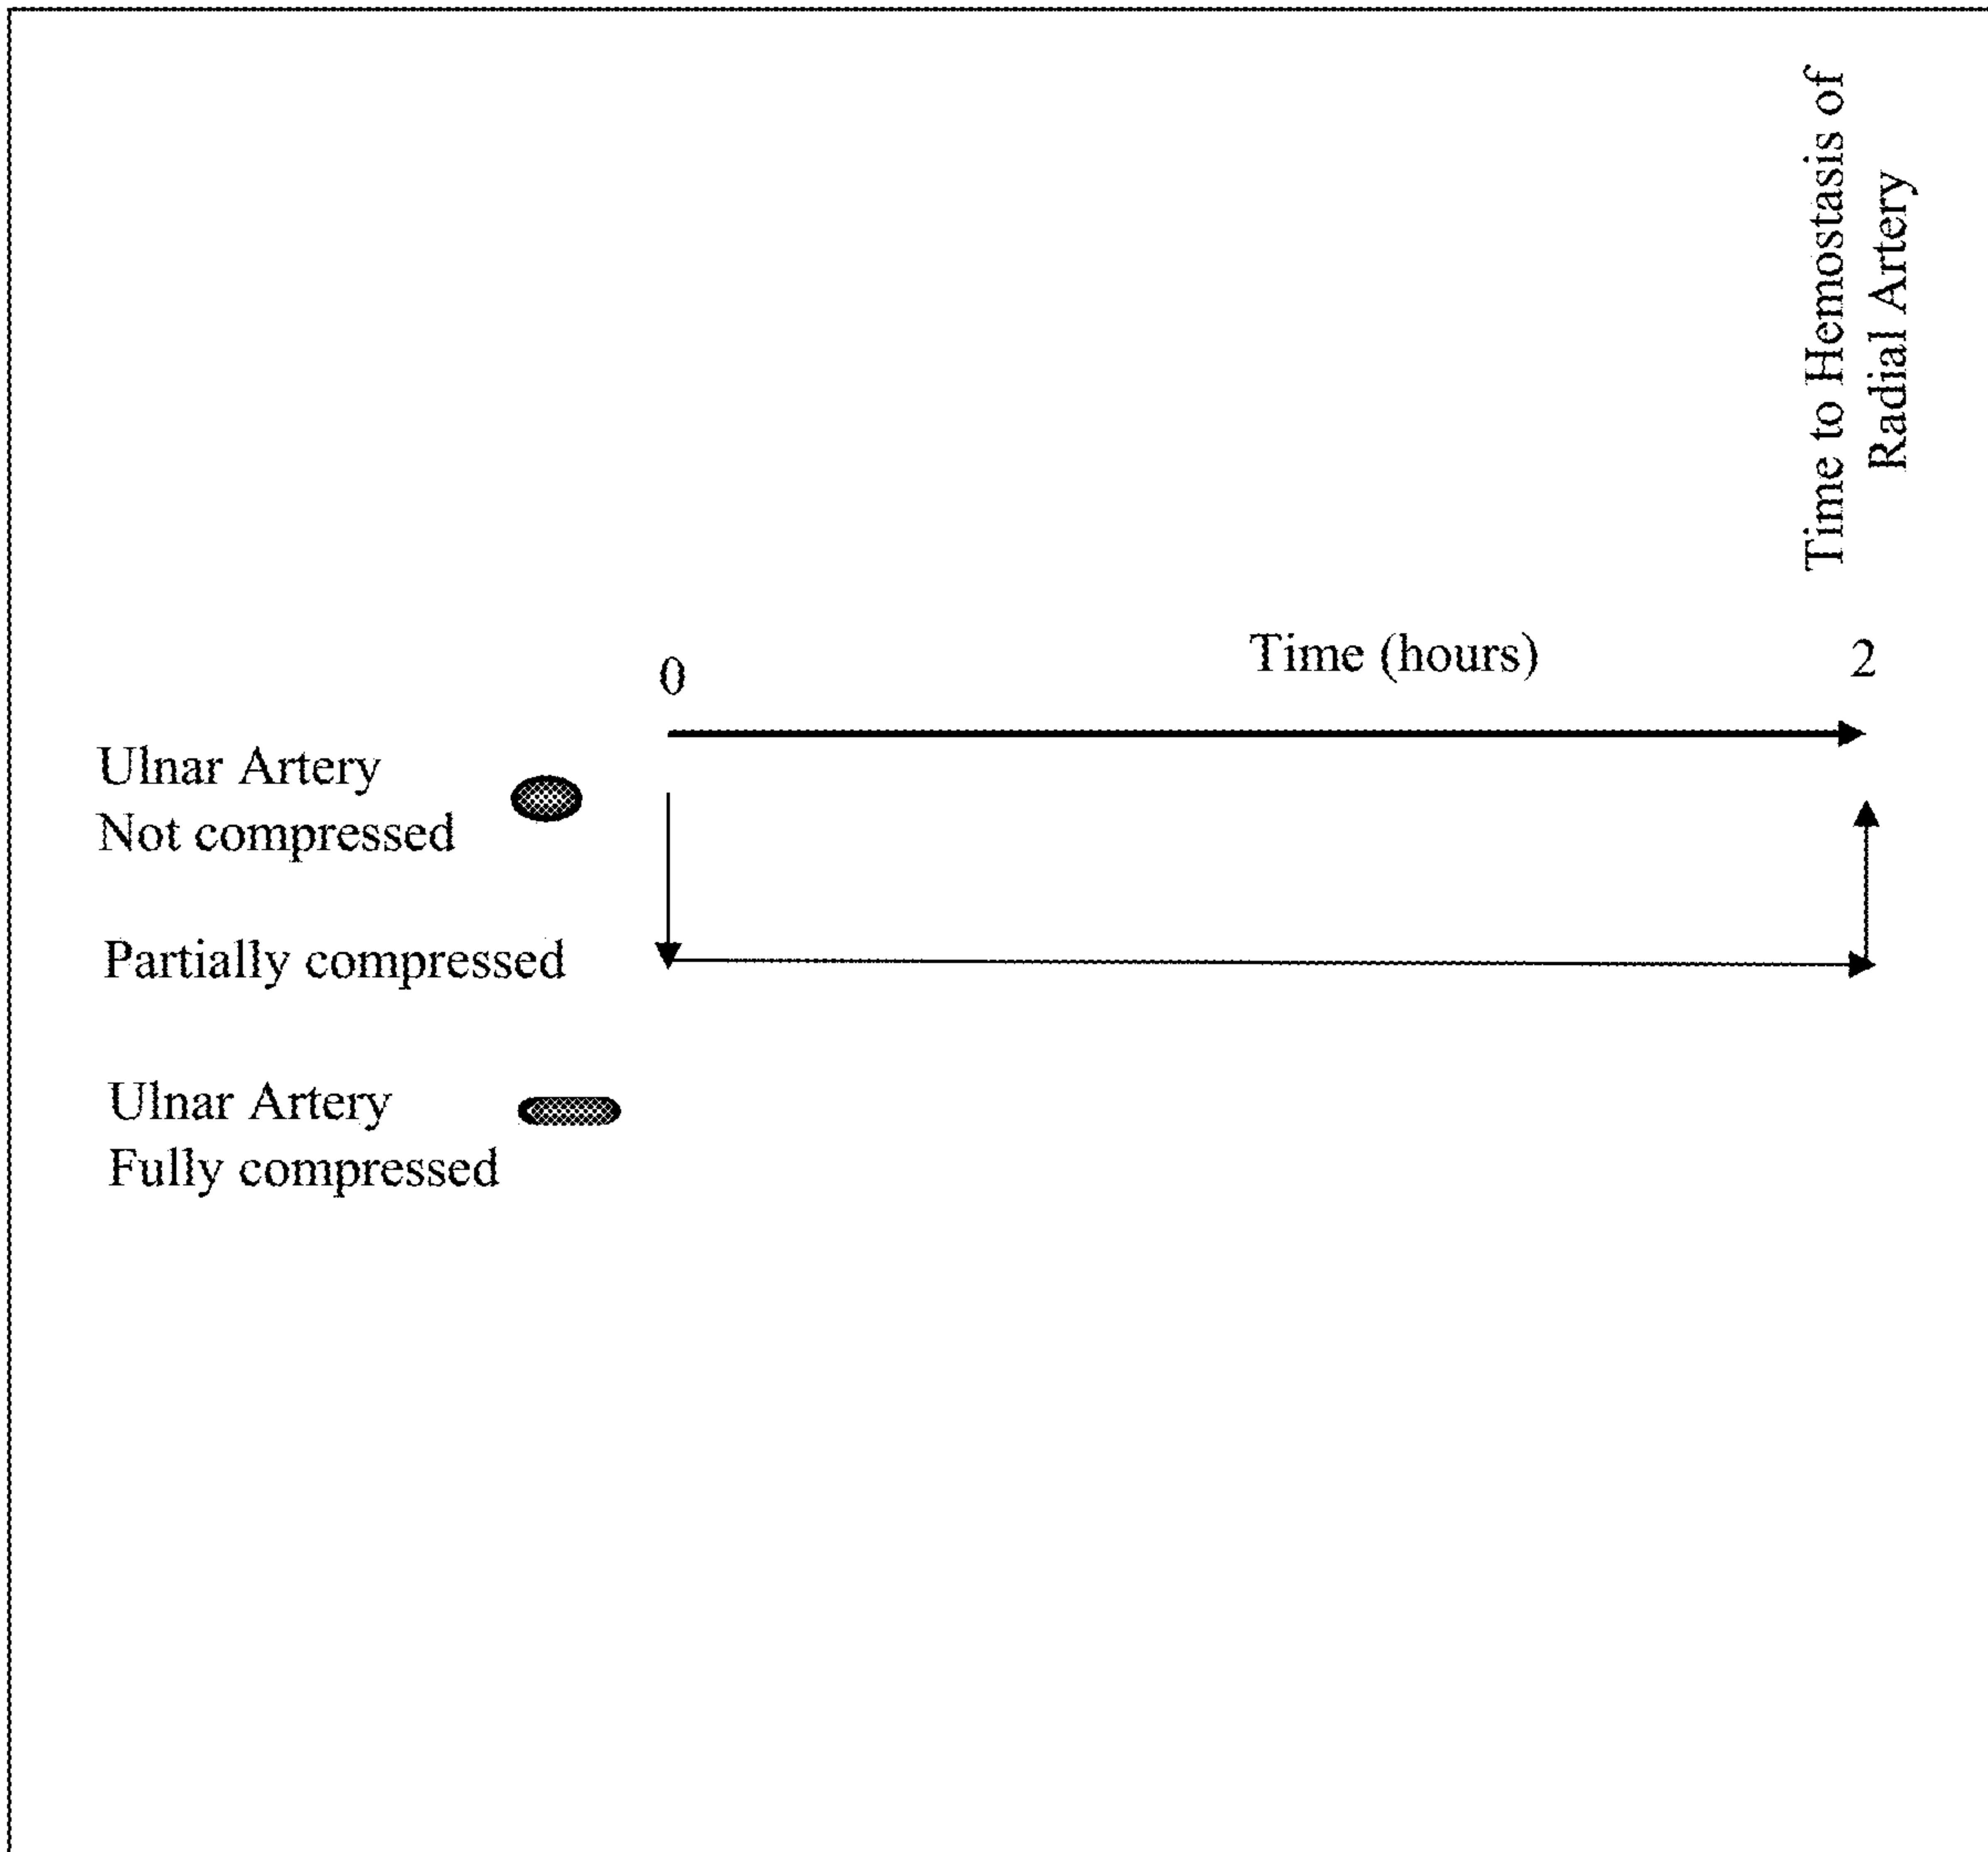 Time to Hemostasis of
Radial Artery
0
Time (hours)
2
Ulnar Artery
Not compressed
Partially compressed
Ulnar Artery
Fully compressed